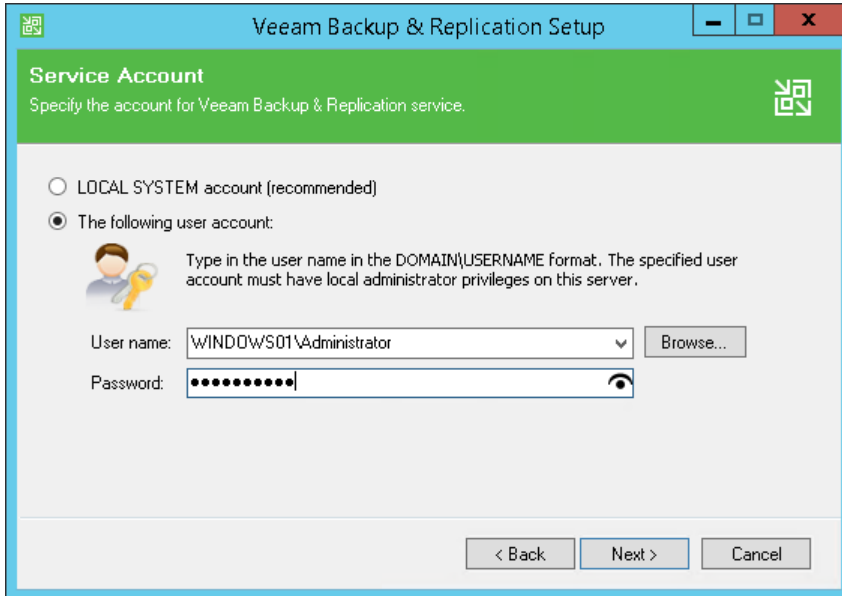 Veeam Backup & Replication Setup
Service Account
Specify the account for Veeam Backup & Replication service.
LOCAL SYSTEM account (recommended)
The following user account:
Type in the user name in the DOMAIN\USERNAME format. The specified user
account must have local administrator privileges on this server.
User name: WINDOWS01\Administrator Browse...
Password: ●●●●●●●●●●
< Back Next > Cancel